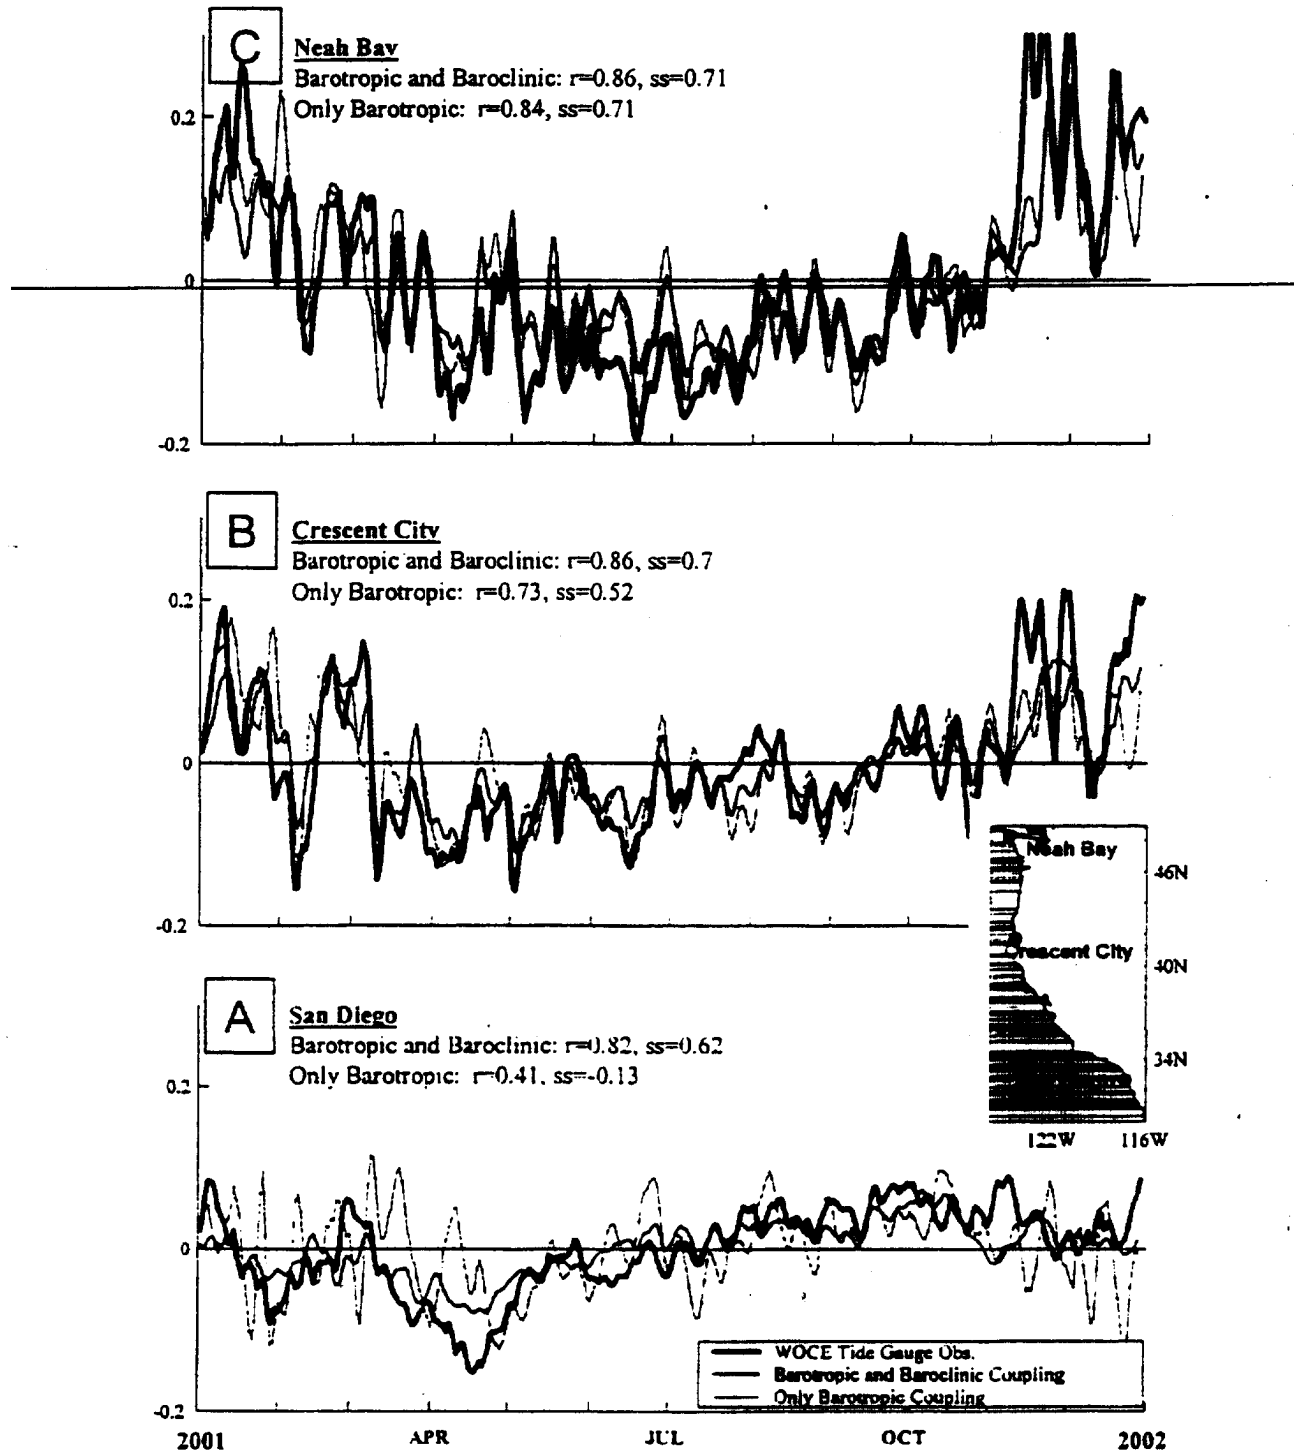 C
Neah Bay
Barotropic and Baroclinic: r=0.86, ss=0.71
Only Barotropic: r=0.84, ss=0.71
0.2
0
-0.2
B
Crescent City
Barotropic and Baroclinic: r=0.86, ss=0.7
Only Barotropic: r=0.73, ss=0.52
0.2
0
-0.2
Neah Bay
46N
Crescent City
40N
34N
122W 116W
A
San Diego
Barotropic and Baroclinic: r=0.82, ss=0.62
Only Barotropic: r=0.41, ss=-0.13
0.2
0
-0.2
WOCE Tide Gauge Obs.
Barotropic and Baroclinic Coupling
Only Barotropic Coupling
2001 APR JUL OCT 2002